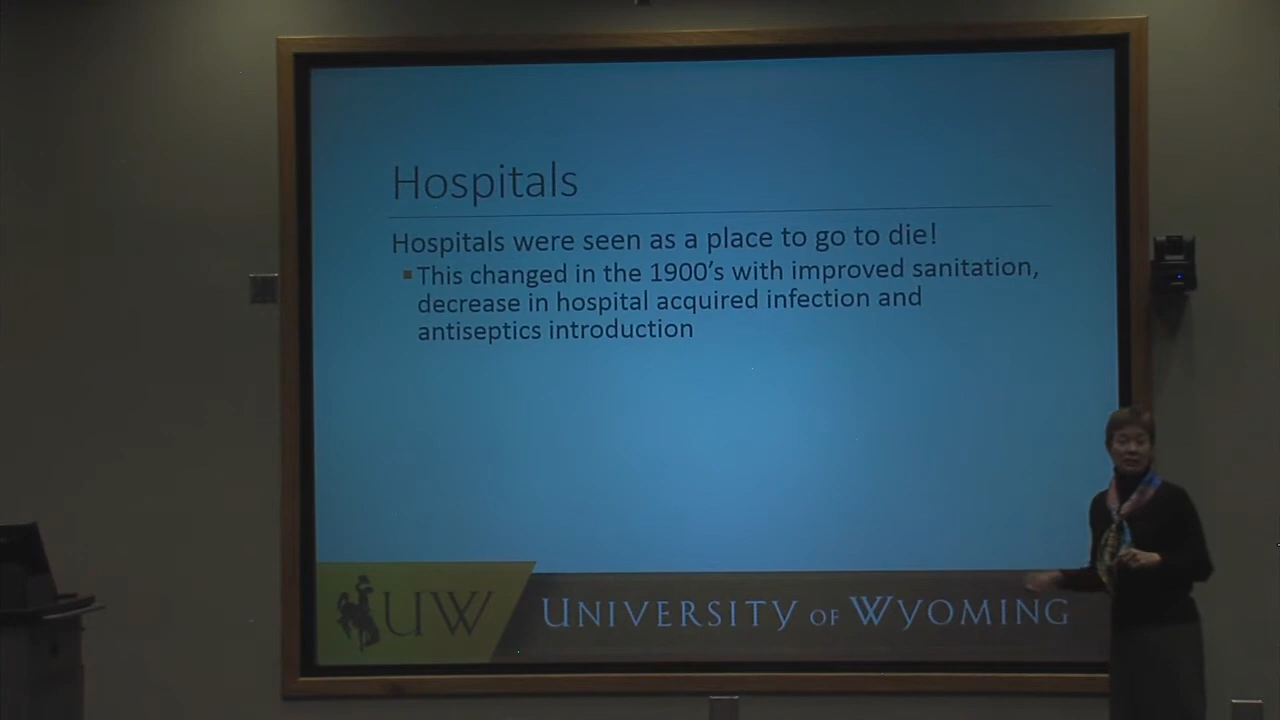 Hospitals
Hospitals were seen as a place to go to die!
This changed in the 1900's with improved sanitation,
decrease in hospital acquired infection and
antiseptics introduction
UW UNIVERSITY OF WYOMING